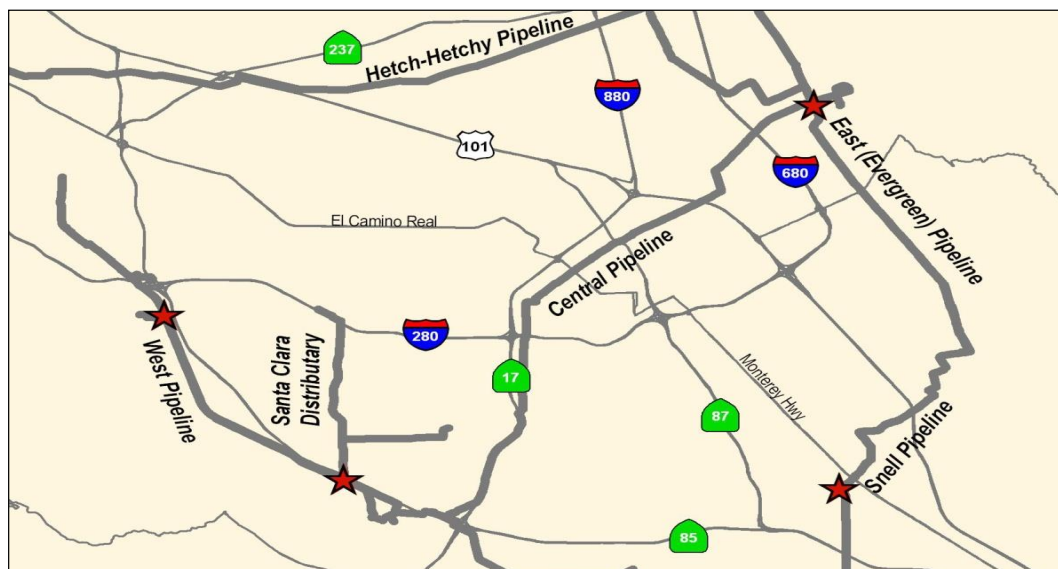 237
Hetch-Hetchy Pipeline
880
101
East (Evergreen) Pipeline
680
El Camino Real
Central Pipeline
280
West Pipeline
Santa Clara
Distributary
17
Monterey Hwy
87
Snell Pipeline
85